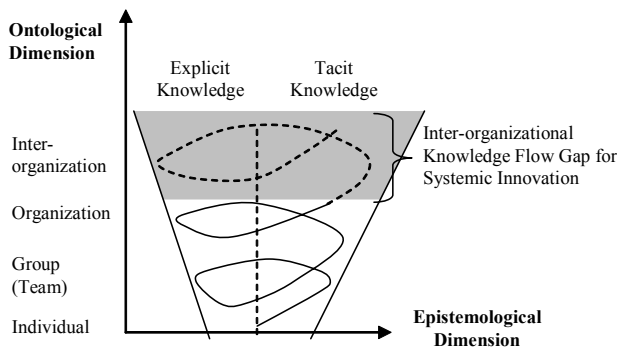 Ontological
Dimension
Explicit
Knowledge
Tacit
Knowledge
Inter-
organization
Inter-organizational
Knowledge Flow Gap for
Systemic Innovation
Organization
Group
(Team)
Individual
Epistemological
Dimension